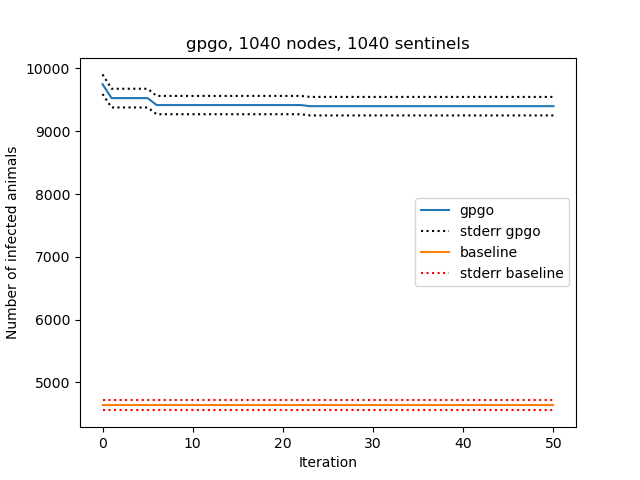 gpgo, 1040 nodes, 1040 sentinels
10000
9000
8000
7000
6000
5000
Number of infected animals
gpgo
stderr gpgo
baseline
stderr baseline
0 10 20 30 40 50
Iteration